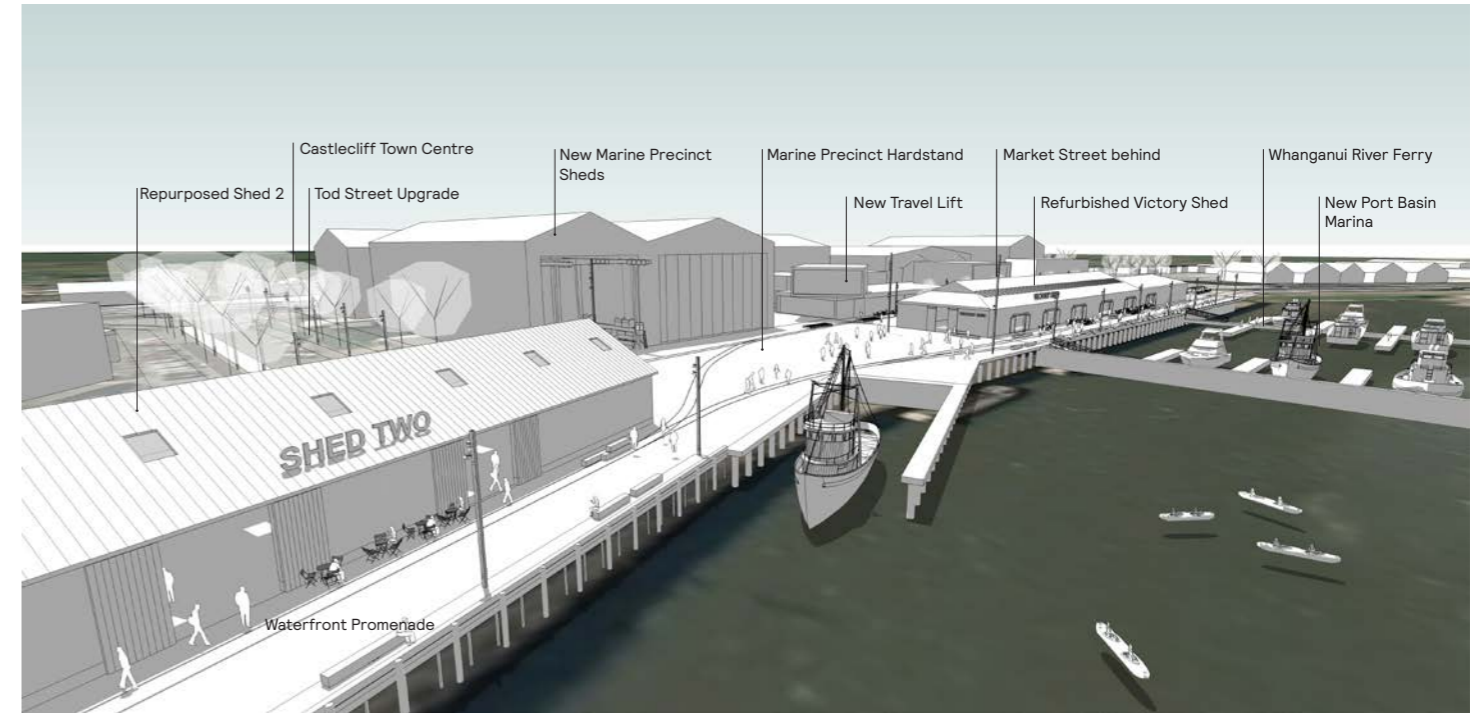 Castlecliff Town Centre
New Marine Precinct
Sheds
Marine Precinct Hardstand
Market Street behind
Whanganui River Ferry
Repurposed Shed 2
Tod Street Upgrade
New Travel Lift
Refurbished Victory Shed
New Port Basin
Marina
SHED TWO
Waterfront Promenade